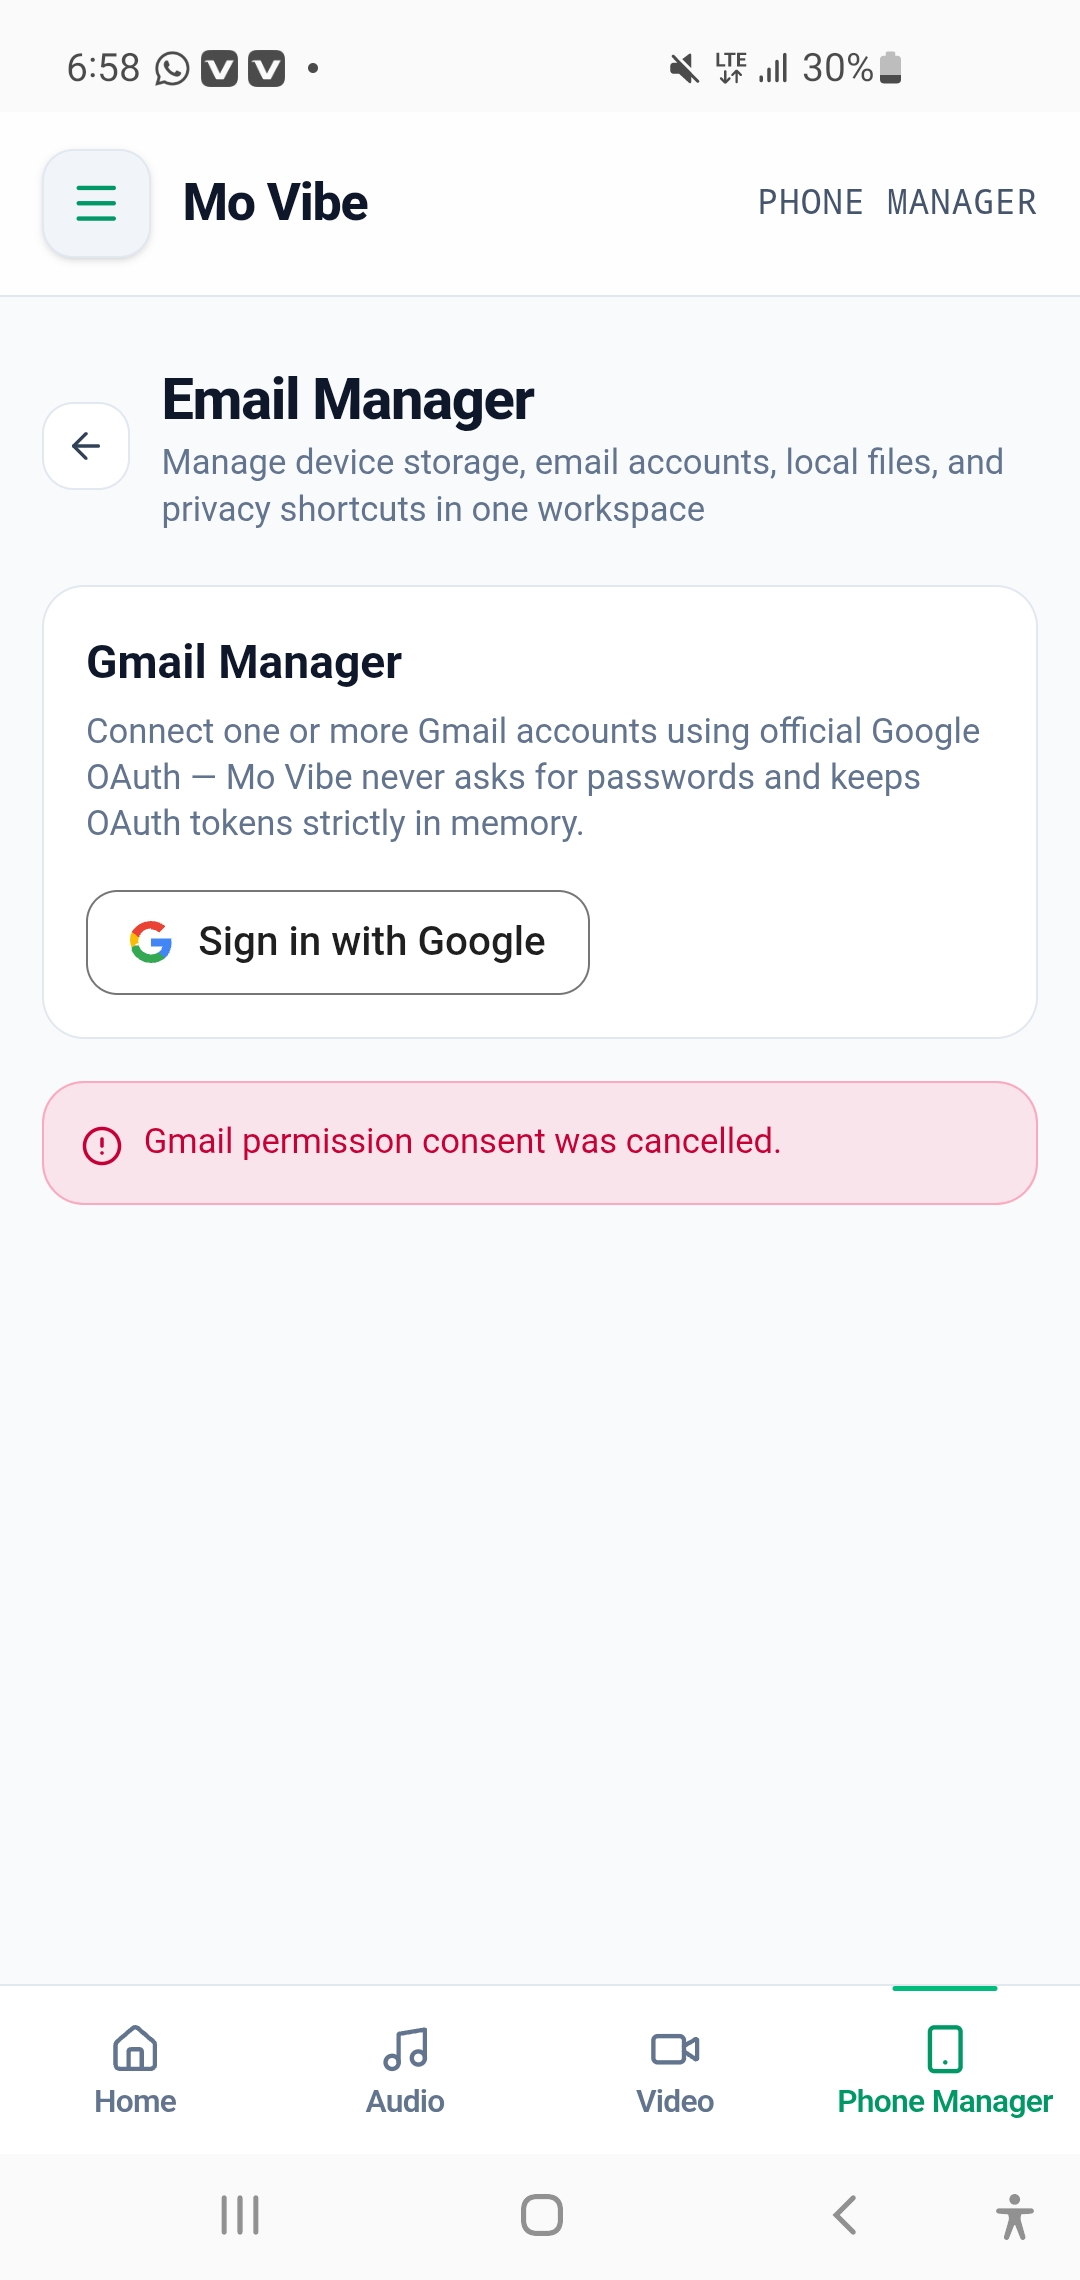 6:58
LTE
30%
Mo Vibe
PHONE MANAGER
Email Manager
Manage device storage, email accounts, local files, and
privacy shortcuts in one workspace
Gmail Manager
Connect one or more Gmail accounts using official Google
OAuth — Mo Vibe never asks for passwords and keeps
OAuth tokens strictly in memory.
Sign in with Google
Gmail permission consent was cancelled.
Home
Audio
Video
Phone Manager